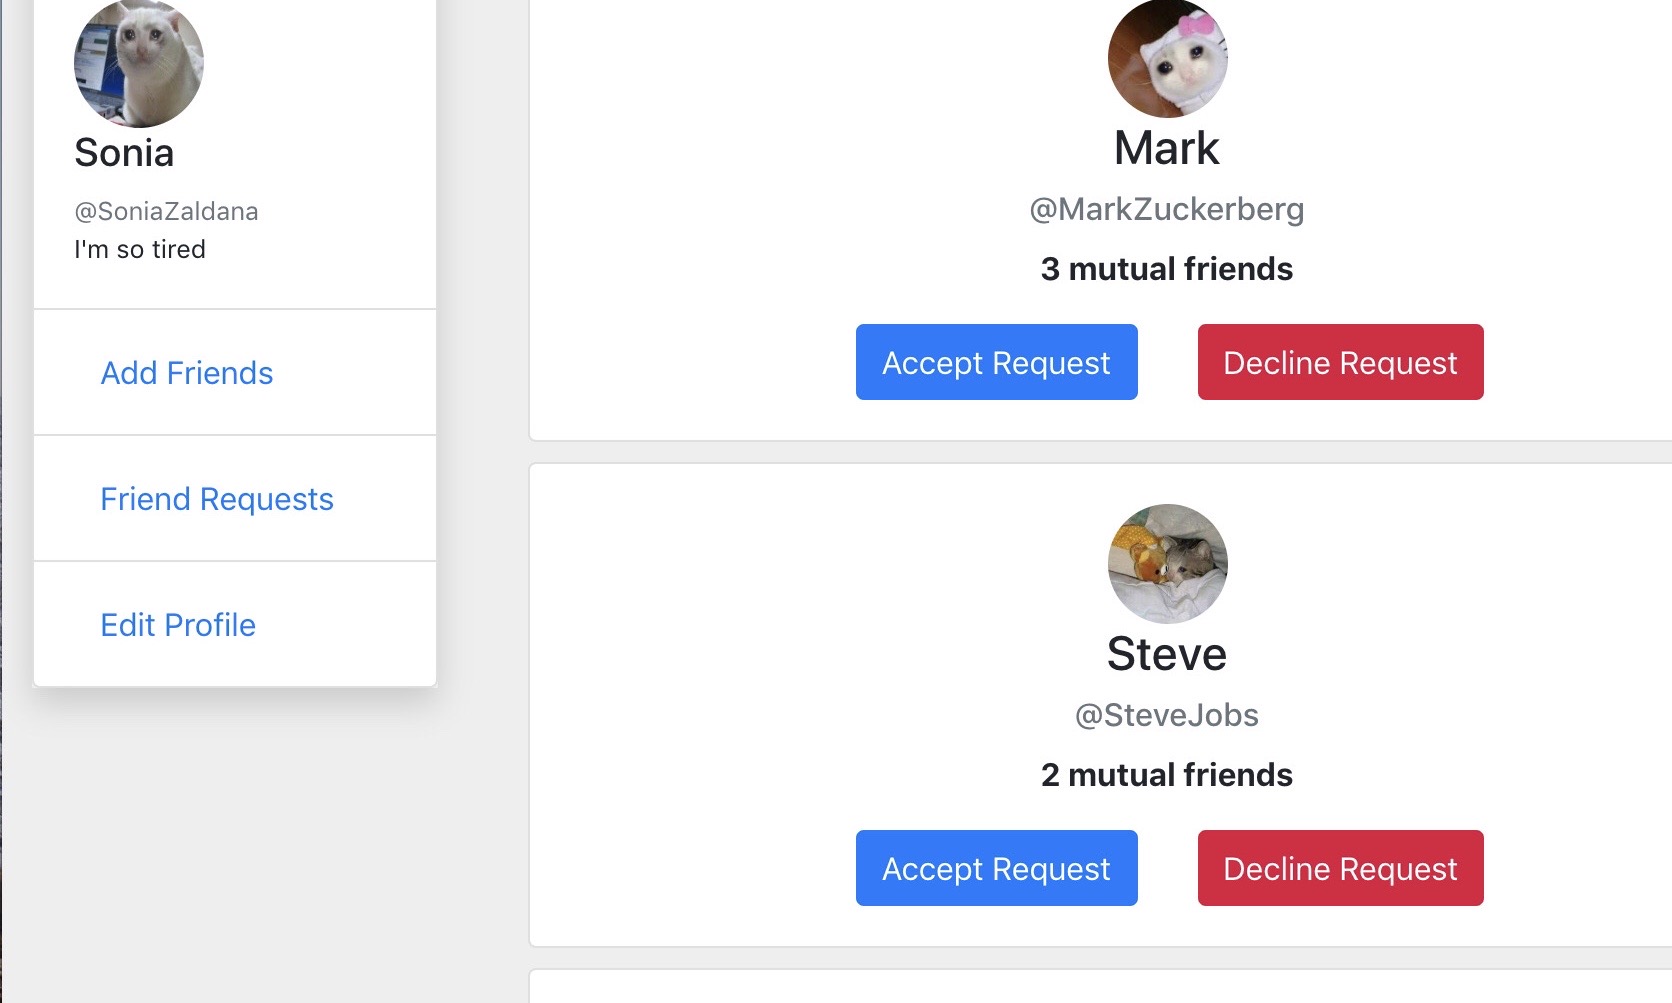 Sonia
@SoniaZaldana
I'm so tired
Add Friends
Friend Requests
Edit Profile
Mark
@MarkZuckerberg
3 mutual friends
Accept Request
Decline Request
Steve
@SteveJobs
2 mutual friends
Accept Request
Decline Request